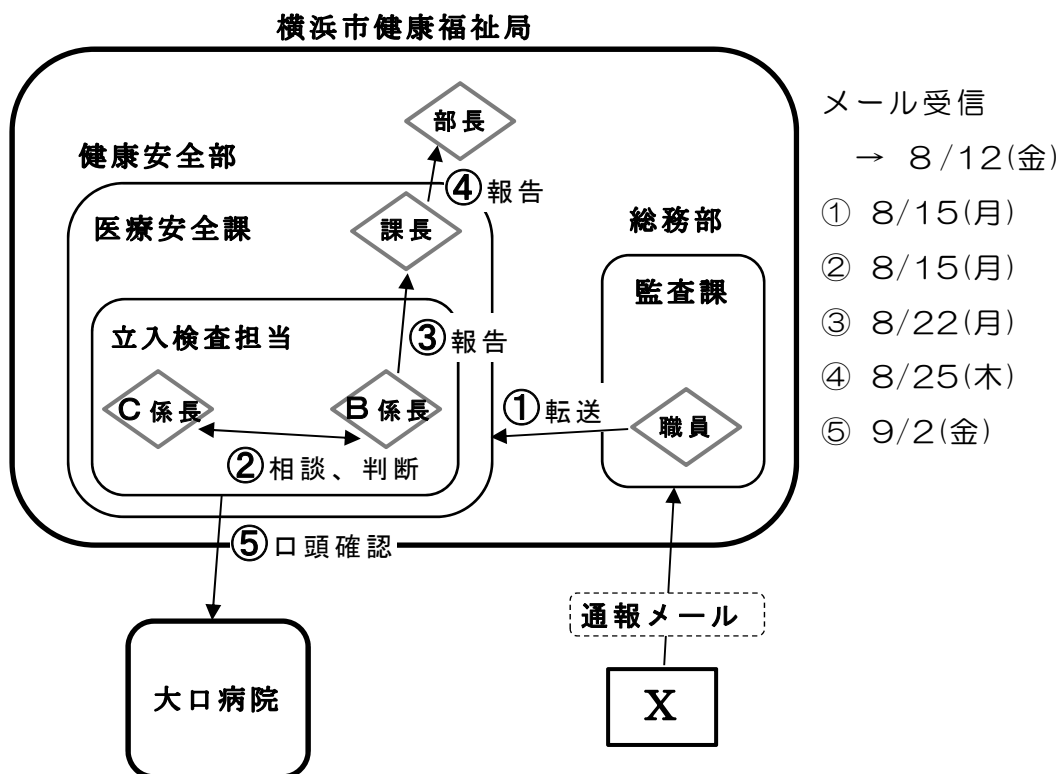 横浜市健康福祉局
部長
健康安全部
④報告
医療安全課
課長
総務部
監査課
立入検査担当
③報告
C係長
B係長
①転送
職員
②相談、判断
⑤口頭確認
通報メール
大口病院
X
メール受信
→ 8/12(金)
① 8/15(月)
② 8/15(月)
③ 8/22(月)
④ 8/25(木)
⑤ 9/2(金)